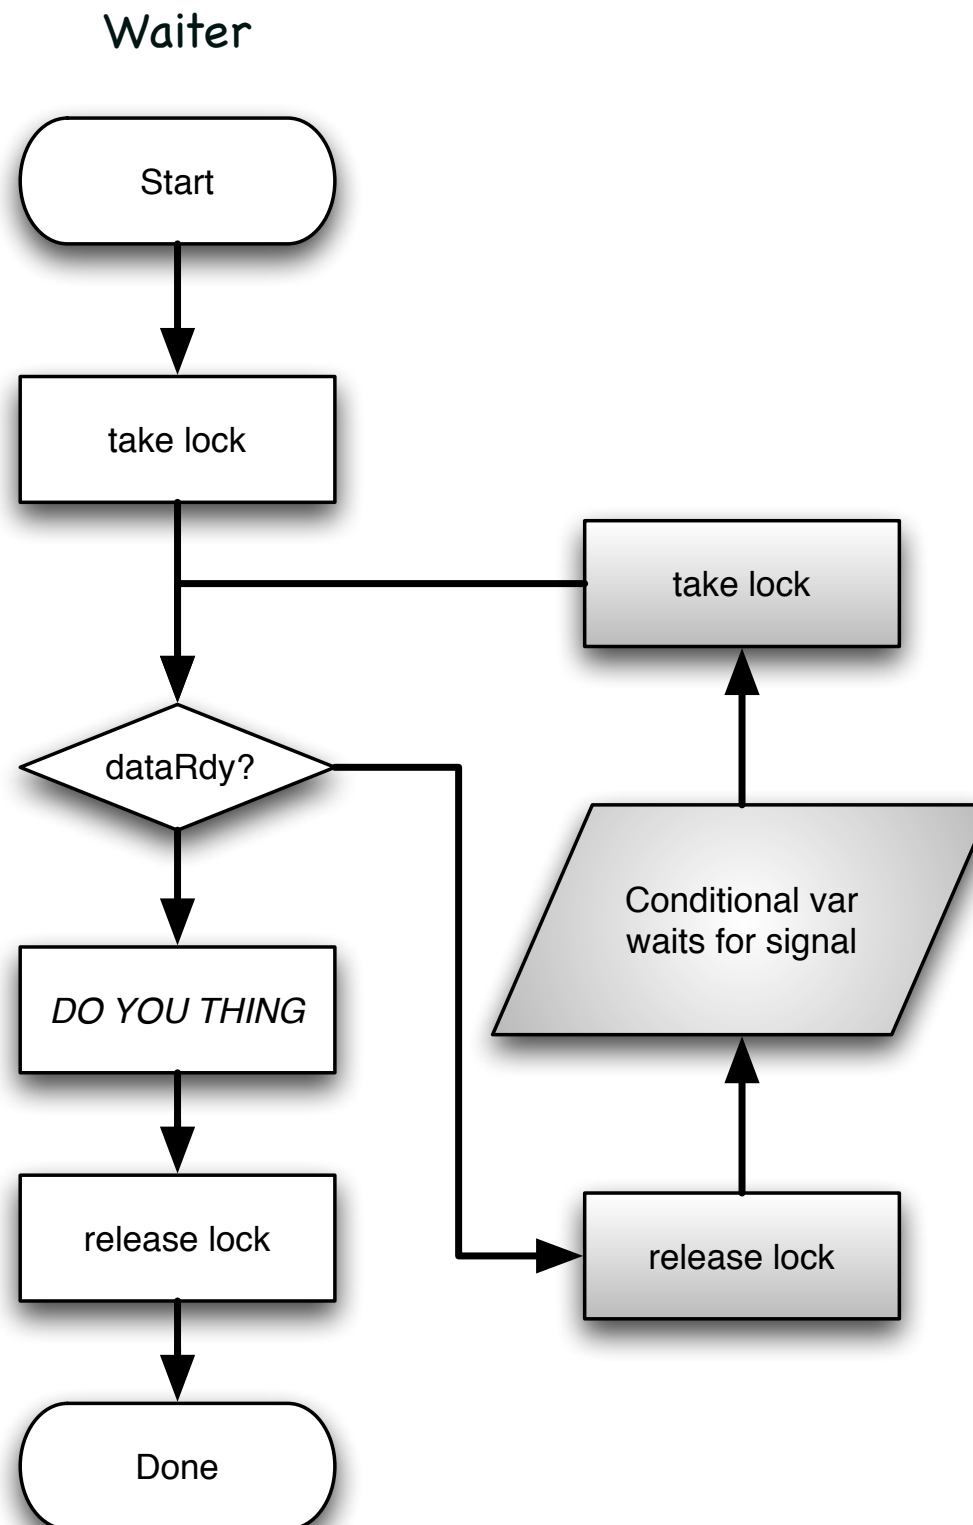 Waiter
Start
take lock
take lock
dataRdy?
Conditional var
waits for signal
DO YOU THING
release lock
release lock
Done